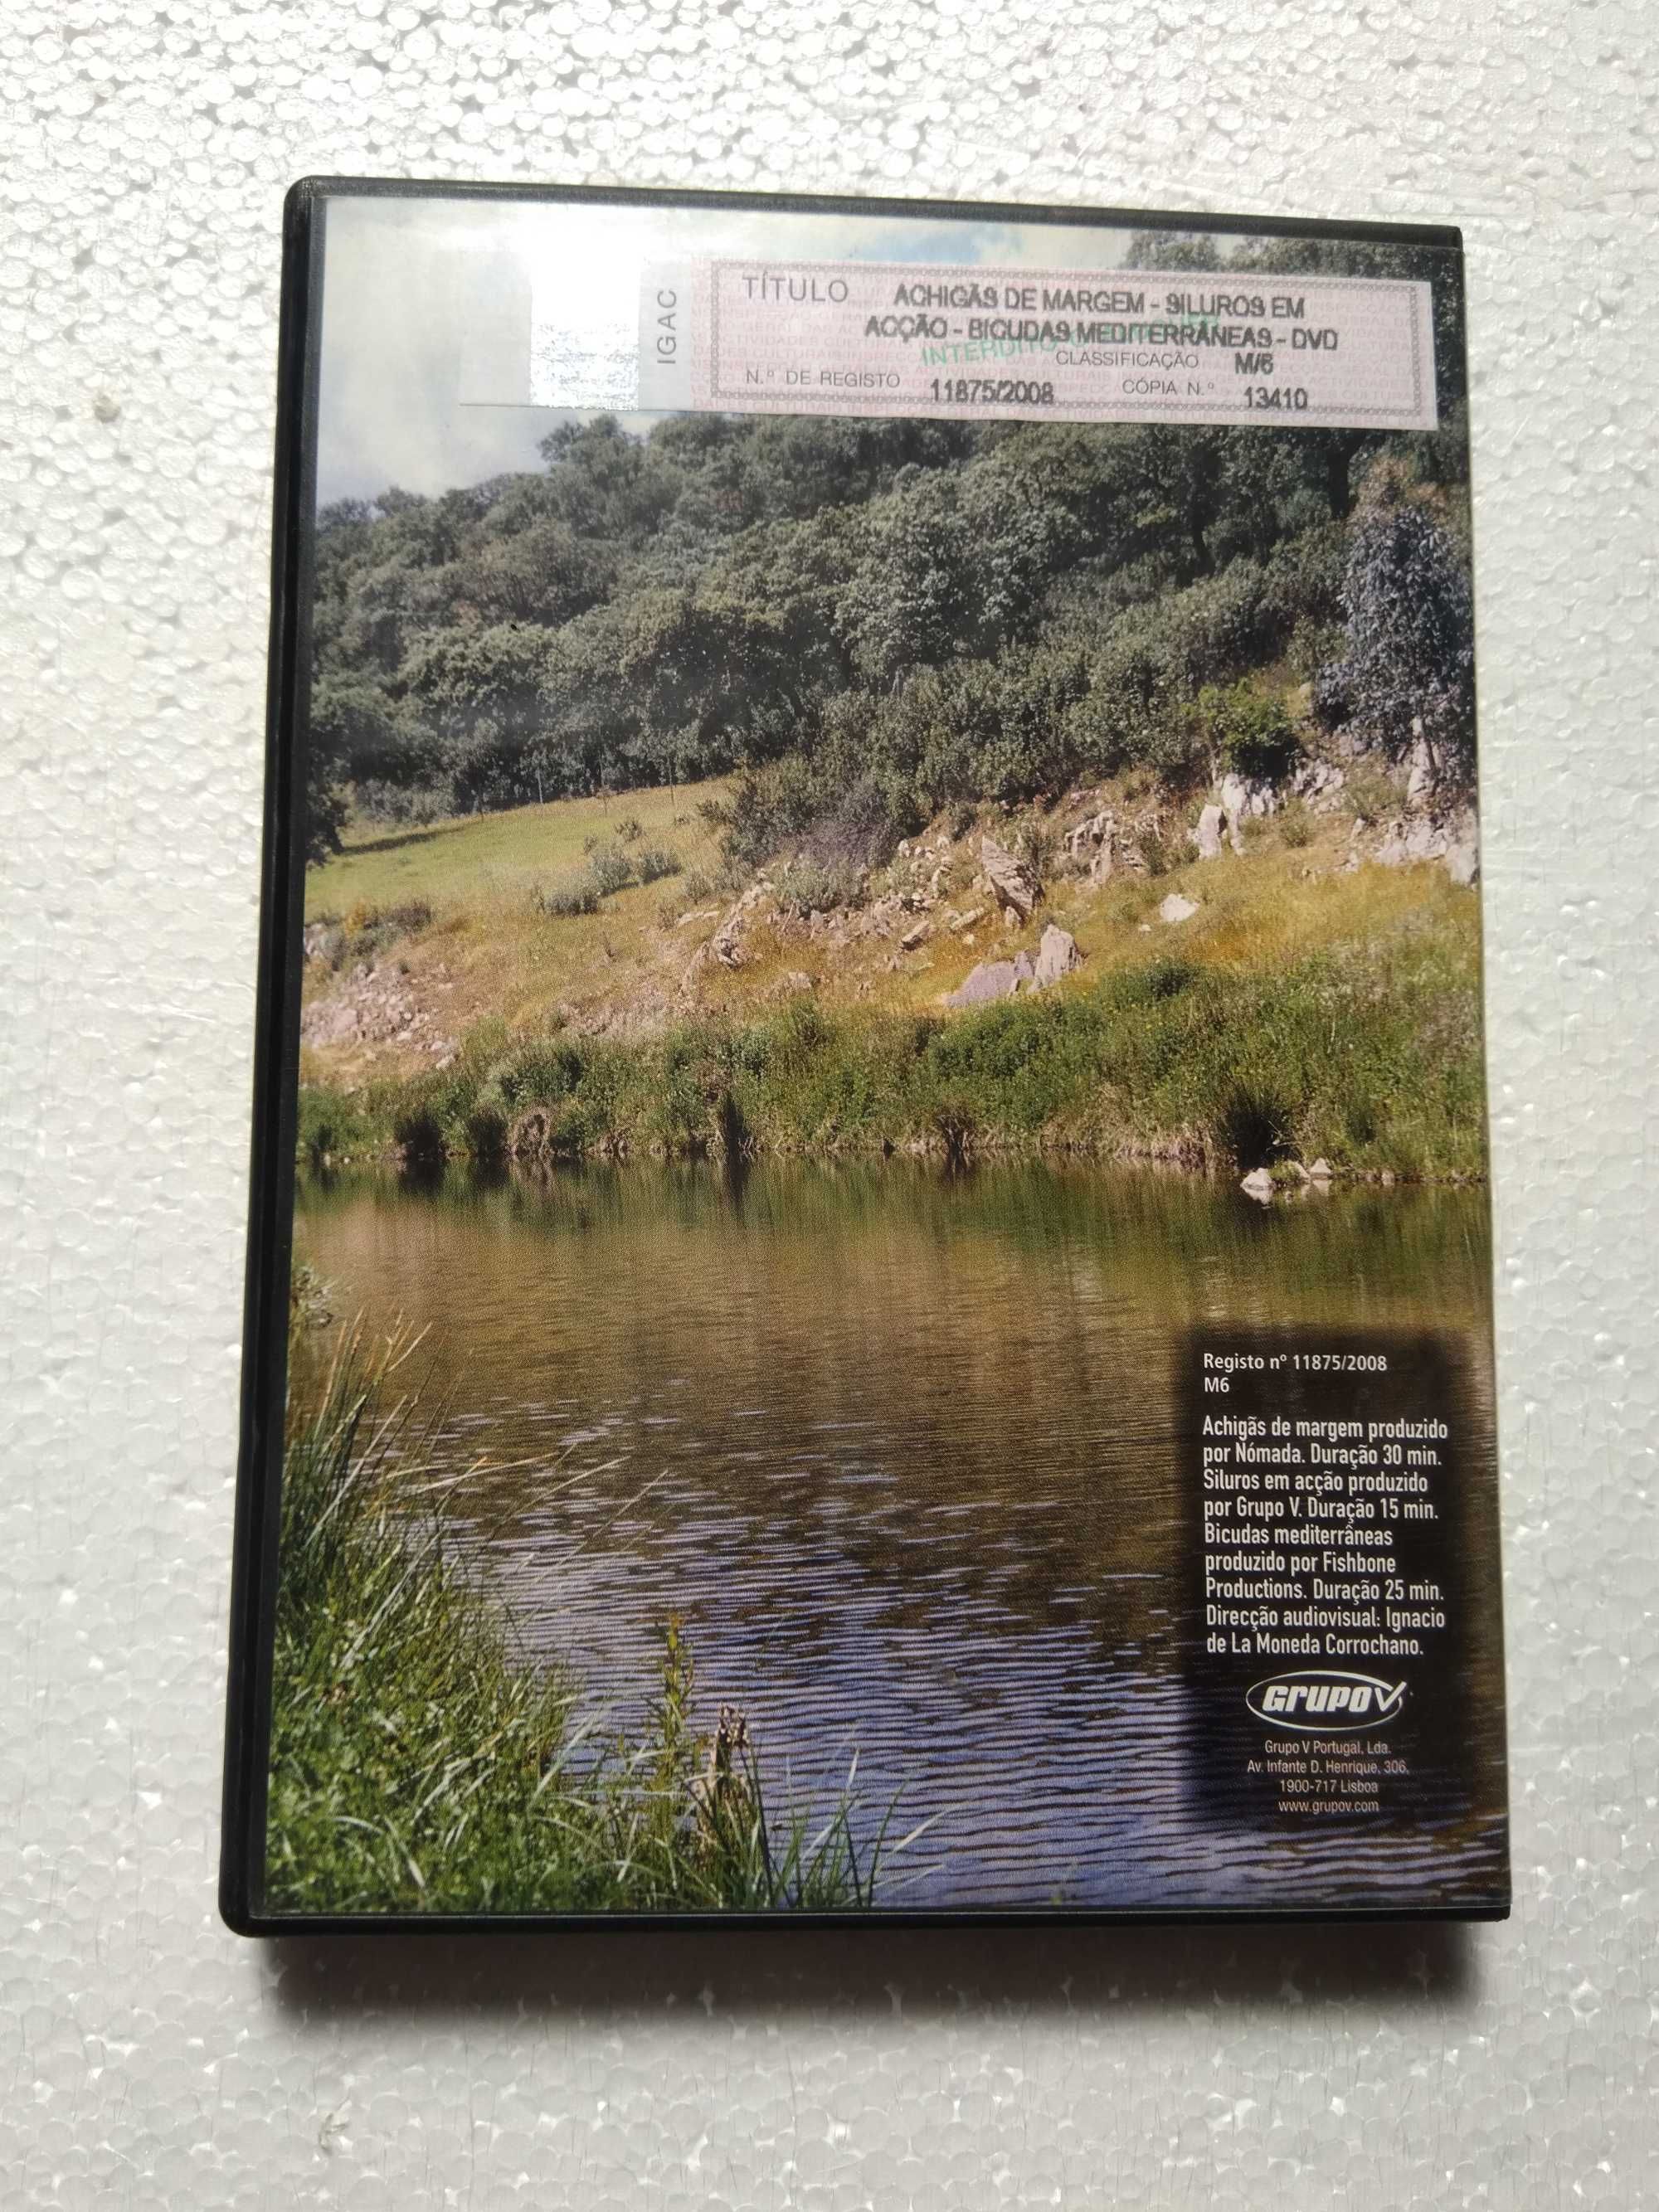 IGAC
TÍTULO ACHIGÃS DE MARGEM - SILUROS EM
ACÇÃO - BICUDAS MEDITERRÂNEAS - DVD
INTERDITO
CLASSIFICAÇÃO M/6
N.º DE REGISTO 11875/2008 CÓPIA N.º 13410
Registo nº 11875/2008
M6
Achigãs de margem produzido
por Nómada. Duração 30 min.
Siluros em acção produzido
por Grupo V. Duração 15 min.
Bicudas mediterrâneas
produzido por Fishbone
Productions. Duração 25 min.
Direcção audiovisual: Ignacio
de La Moneda Corrochano.
GRUPOV
Grupo V Portugal, Lda.
Av. Infante D. Henrique, 306,
1900-717 Lisboa
www.grupov.com